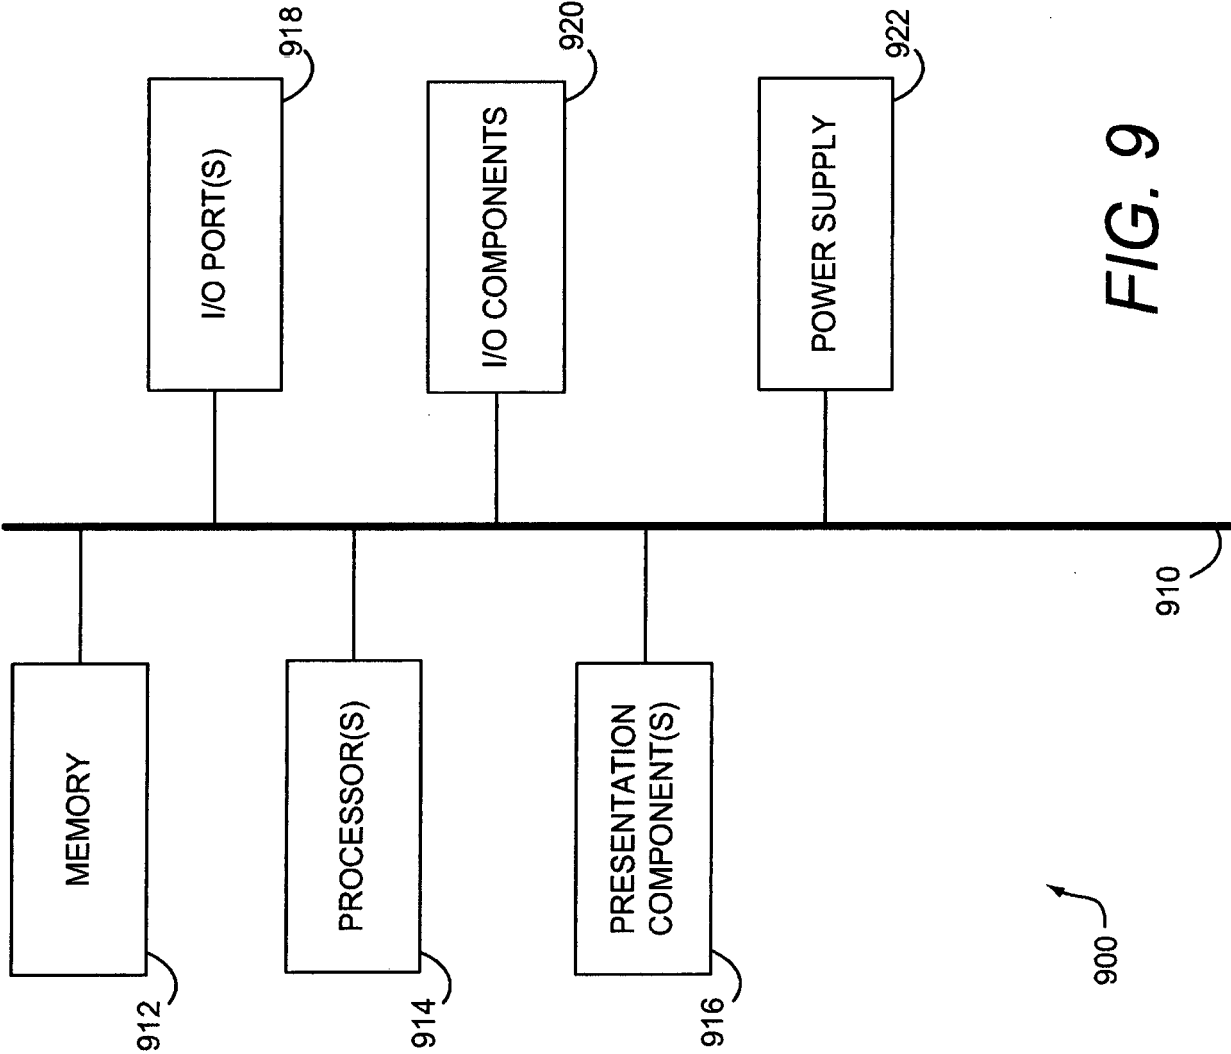 MEMORY
912
PROCESSOR(S)
914
PRESENTATION
COMPONENT(S)
916
I/O PORT(S)
918
I/O COMPONENTS
920
POWER SUPPLY
922
910
900
FIG. 9